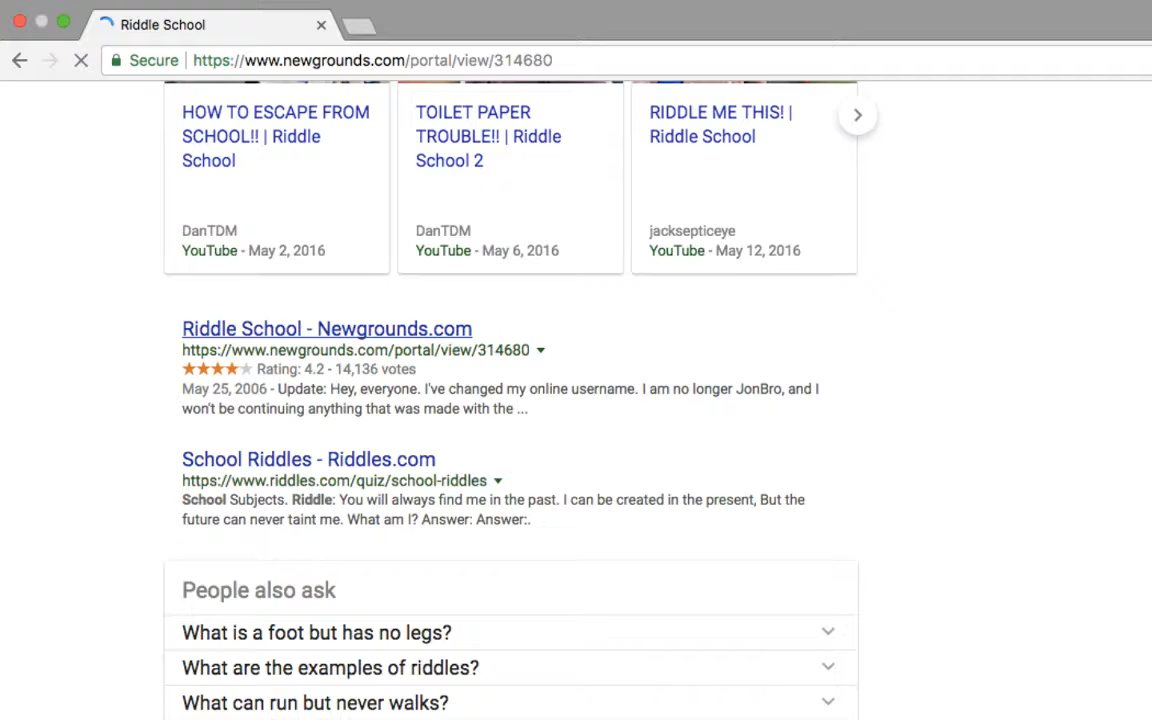 Riddle School
Secure https://www.newgrounds.com/portal/view/314680
HOW TO ESCAPE FROM
SCHOOL!! | Riddle
School
DanTDM
YouTube - May 2, 2016
TOILET PAPER
TROUBLE!! | Riddle
School 2
DanTDM
YouTube - May 6, 2016
RIDDLE ME THIS! |
Riddle School
jacksepticeye
YouTube - May 12, 2016
Riddle School - Newgrounds.com
https://www.newgrounds.com/portal/view/314680
Rating: 4.2 - 14,136 votes
May 25, 2006 - Update: Hey, everyone. I've changed my online username. I am no longer JonBro, and I
won't be continuing anything that was made with the ...
School Riddles - Riddles.com
https://www.riddles.com/quiz/school-riddles
School Subjects. Riddle: You will always find me in the past. I can be created in the present, But the
future can never taint me. What am I? Answer: Answer:.
People also ask
What is a foot but has no legs?
What are the examples of riddles?
What can run but never walks?